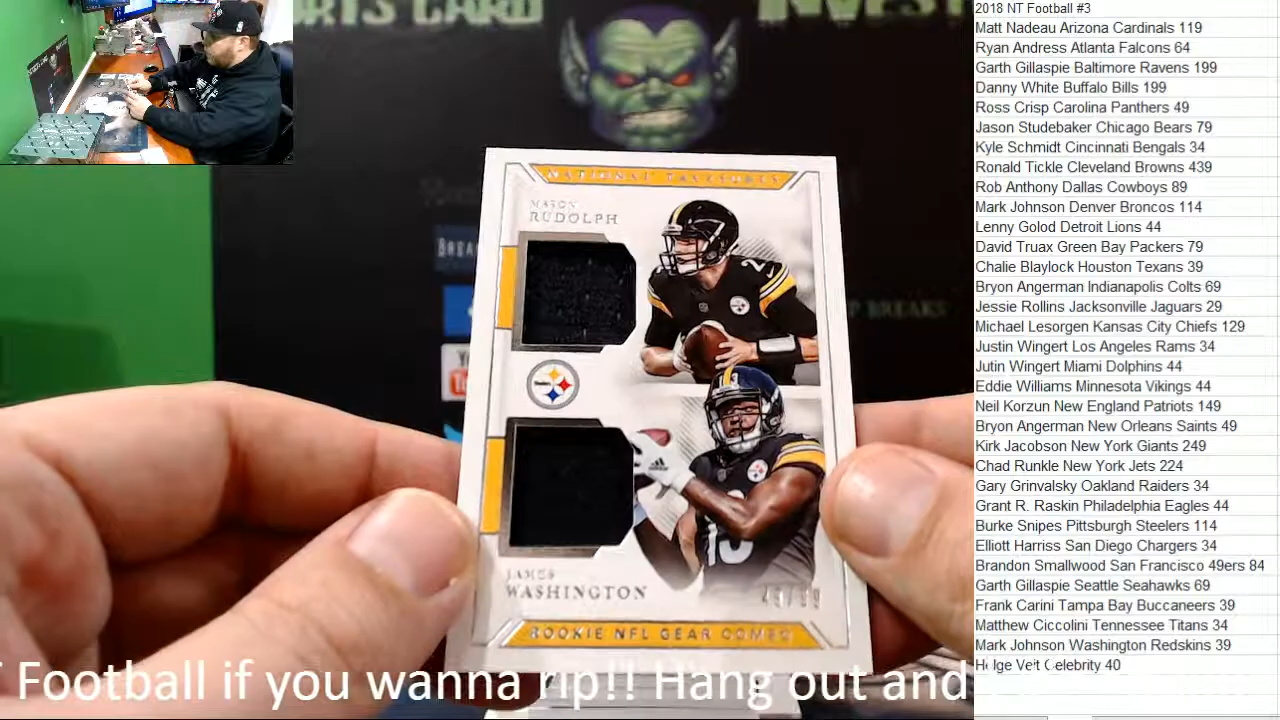 ORTS CARD INVEST
NATIONAL TREASURES
MASON
RUDOLPH
BREA
P BREAKS
Steelers
JAMES
WASHINGTON
ROOKIE NFL GEAR COMBO
Football if you wanna rip!! Hang out and
2018 NT Football #3
Matt Nadeau Arizona Cardinals 119
Ryan Andress Atlanta Falcons 64
Garth Gillaspie Baltimore Ravens 199
Danny White Buffalo Bills 199
Ross Crisp Carolina Panthers 49
Jason Studebaker Chicago Bears 79
Kyle Schmidt Cincinnati Bengals 34
Ronald Tickle Cleveland Browns 439
Rob Anthony Dallas Cowboys 89
Mark Johnson Denver Broncos 114
Lenny Golod Detroit Lions 44
David Truax Green Bay Packers 79
Chalie Blaylock Houston Texans 39
Bryon Angerman Indianapolis Colts 69
Jessie Rollins Jacksonville Jaguars 29
Michael Lesorgen Kansas City Chiefs 129
Justin Wingert Los Angeles Rams 34
Jutin Wingert Miami Dolphins 44
Eddie Williams Minnesota Vikings 44
Neil Korzun New England Patriots 149
Bryon Angerman New Orleans Saints 49
Kirk Jacobson New York Giants 249
Chad Runkle New York Jets 224
Gary Grinvalsky Oakland Raiders 34
Grant R. Raskin Philadelphia Eagles 44
Burke Snipes Pittsburgh Steelers 114
Elliott Harriss San Diego Chargers 34
Brandon Smallwood San Francisco 49ers 84
Garth Gillaspie Seattle Seahawks 69
Frank Carini Tampa Bay Buccaneers 39
Matthew Ciccolini Tennessee Titans 34
Mark Johnson Washington Redskins 39
Helge Veit Celebrity 40